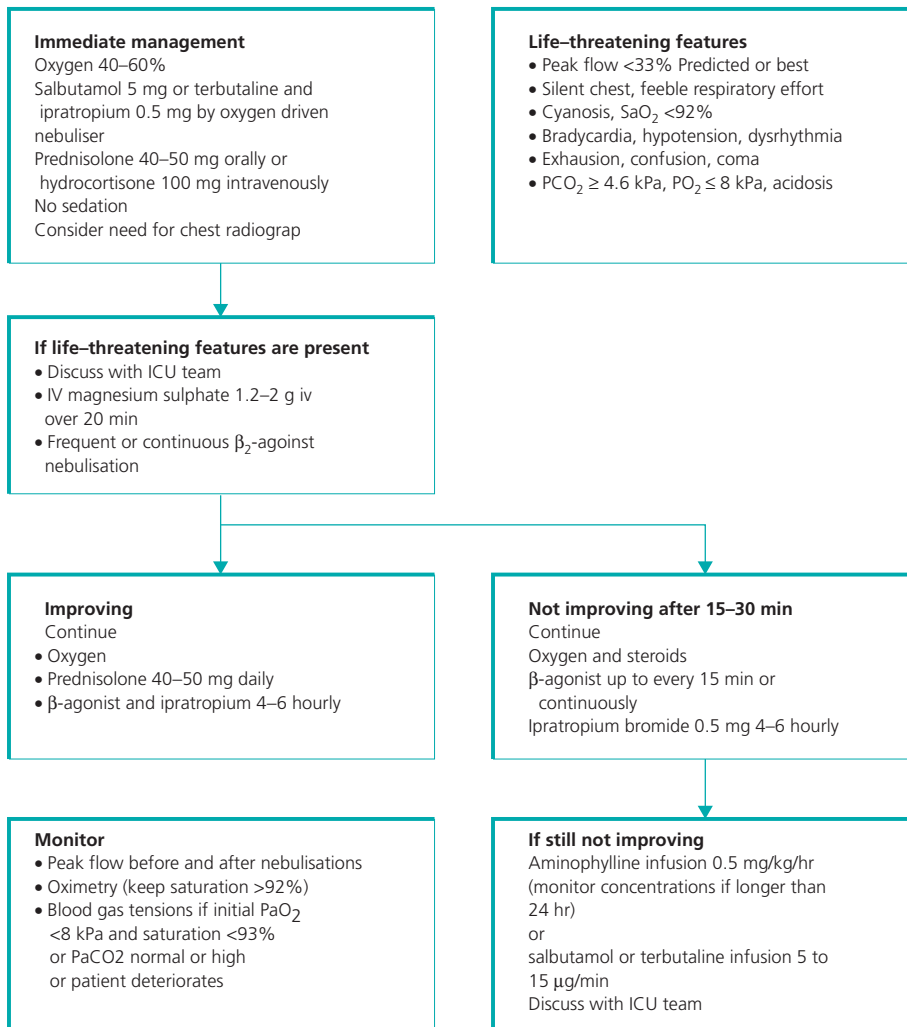 Immediate management
Oxygen 40–60%
Salbutamol 5 mg or terbutaline and
ipratropium 0.5 mg by oxygen driven
nebuliser
Prednisolone 40–50 mg orally or
hydrocortisone 100 mg intravenously
No sedation
Consider need for chest radiograp
Life–threatening features
• Peak flow <33% Predicted or best
• Silent chest, feeble respiratory effort
• Cyanosis, SaO₂ <92%
• Bradycardia, hypotension, dysrhythmia
• Exhausion, confusion, coma
• PCO₂ ≥ 4.6 kPa, PO₂ ≤ 8 kPa, acidosis
If life–threatening features are present
• Discuss with ICU team
• IV magnesium sulphate 1.2–2 g iv
over 20 min
• Frequent or continuous β₂-agoinst
nebulisation
Improving
Continue
• Oxygen
• Prednisolone 40–50 mg daily
• β-agonist and ipratropium 4–6 hourly
Not improving after 15–30 min
Continue
Oxygen and steroids
β-agonist up to every 15 min or
continuously
Ipratropium bromide 0.5 mg 4–6 hourly
Monitor
• Peak flow before and after nebulisations
• Oximetry (keep saturation >92%)
• Blood gas tensions if initial PaO₂
<8 kPa and saturation <93%
or PaCO2 normal or high
or patient deteriorates
If still not improving
Aminophylline infusion 0.5 mg/kg/hr
(monitor concentrations if longer than
24 hr)
or
salbutamol or terbutaline infusion 5 to
15 µg/min
Discuss with ICU team